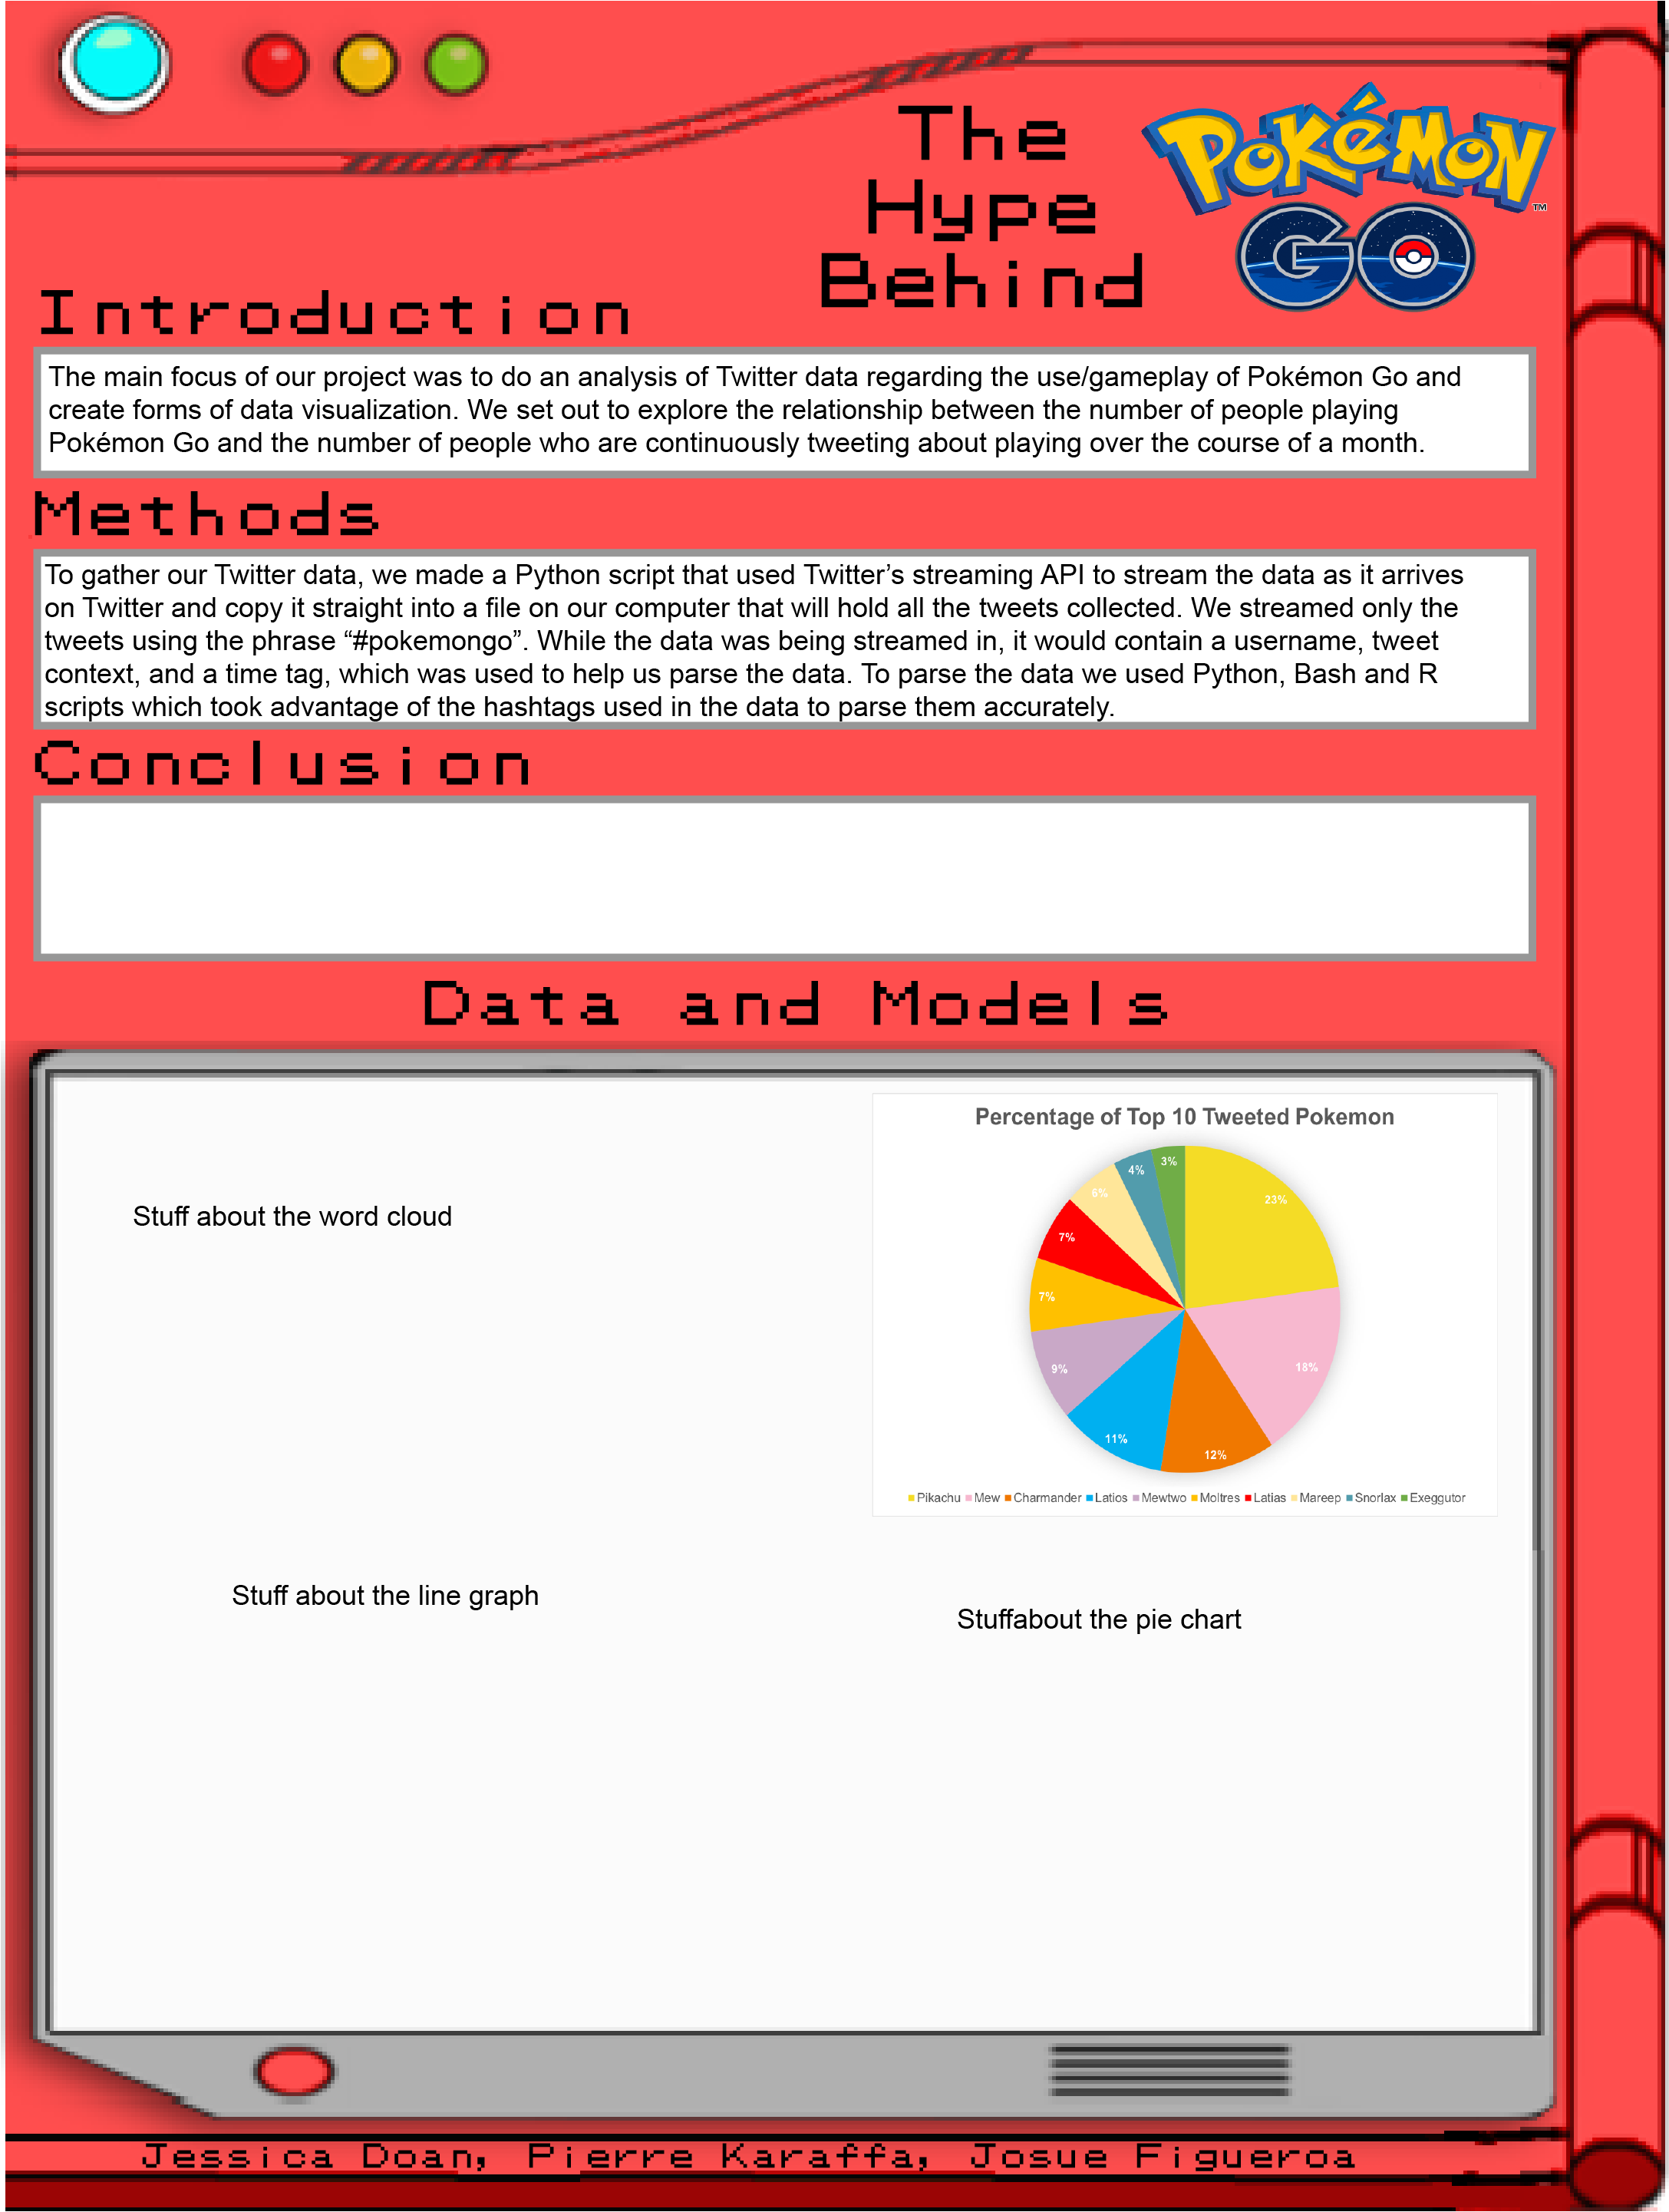 The
Hype
Behind
POKÉMON
TM
GO
Introduction
The main focus of our project was to do an analysis of Twitter data regarding the use/gameplay of Pokémon Go and
create forms of data visualization. We set out to explore the relationship between the number of people playing
Pokémon Go and the number of people who are continuously tweeting about playing over the course of a month.
Methods
To gather our Twitter data, we made a Python script that used Twitter’s streaming API to stream the data as it arrives
on Twitter and copy it straight into a file on our computer that will hold all the tweets collected. We streamed only the
tweets using the phrase “#pokemongo”. While the data was being streamed in, it would contain a username, tweet
context, and a time tag, which was used to help us parse the data. To parse the data we used Python, Bash and R
scripts which took advantage of the hashtags used in the data to parse them accurately.
Conclusion
Data and Models
Stuff about the word cloud
Percentage of Top 10 Tweeted Pokemon
23%
18%
12%
11%
9%
7%
7%
6%
4%
3%
Pikachu Mew Charmander Latios Mewtwo Moltres Latias Mareep Snorlax Exeggutor
Stuff about the line graph
Stuffabout the pie chart
Jessica Doan, Pierre Karaffa, Josue Figueroa